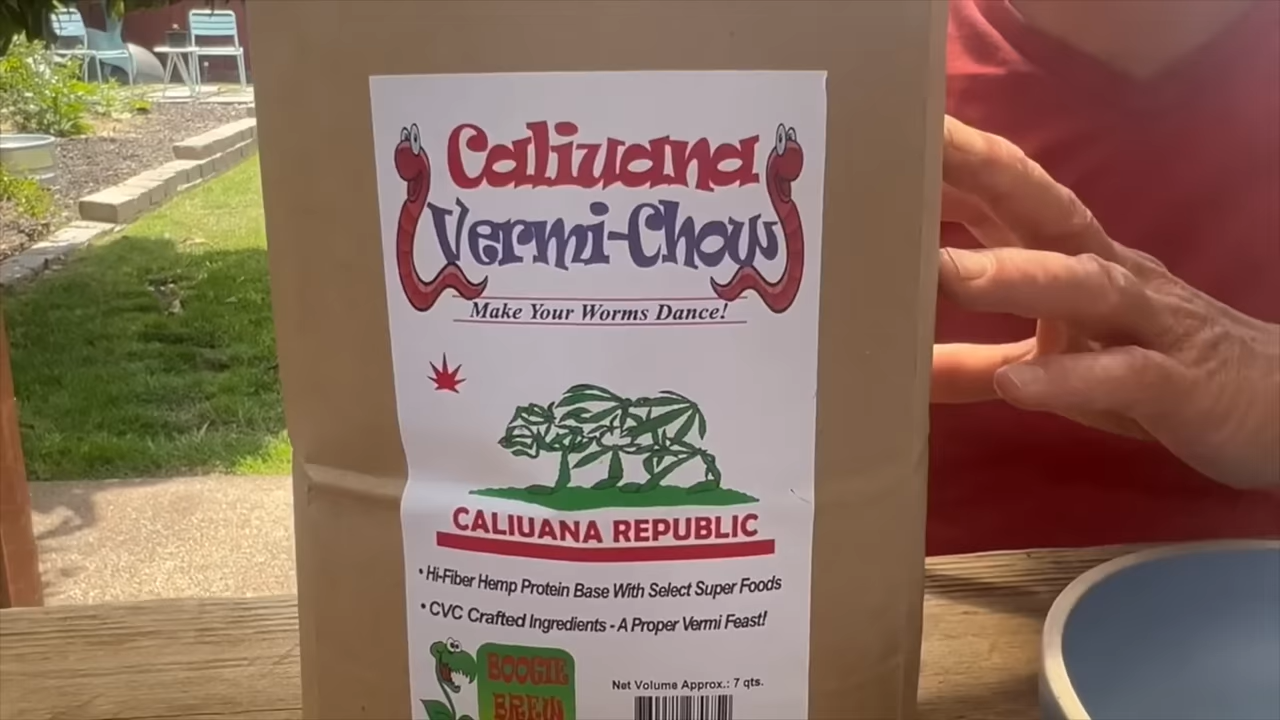 Caliuana
Vermi-Chow
Make Your Worms Dance!
CALIUANA REPUBLIC
• Hi-Fiber Hemp Protein Base With Select Super Foods
• CVC Crafted Ingredients - A Proper Vermi Feast!
BOOGIE
BREW
Net Volume Approx.: 7 qts.